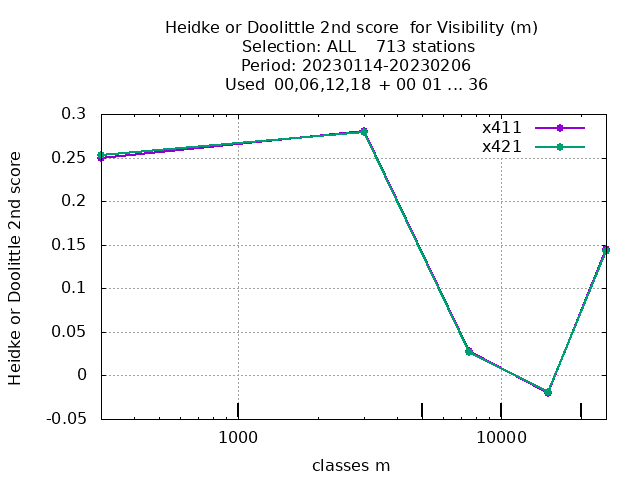 Heidke or Doolittle 2nd score  for Visibility (m)
Selection: ALL    713 stations
Period: 20230114-20230206
Used  00,06,12,18 + 00 01 ... 36
x411
x421
0.3
0.25
0.2
0.15
0.1
0.05
0
-0.05
Heidke or Doolittle 2nd score
1000
10000
classes m